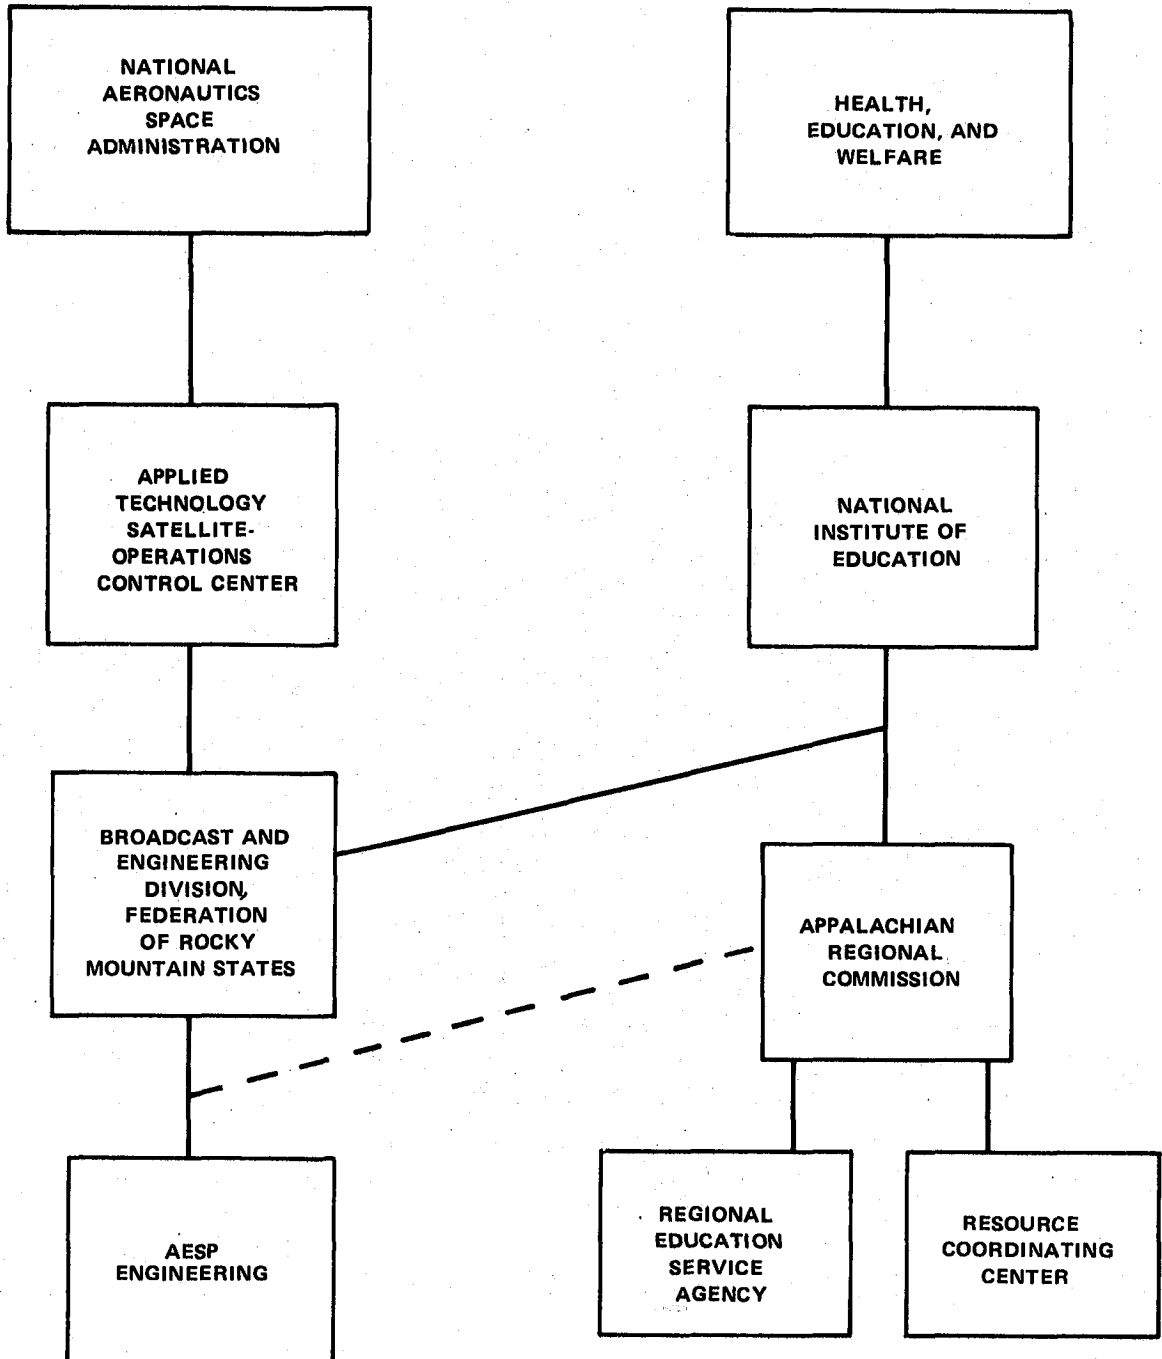 NATIONAL
AERONAUTICS
SPACE
ADMINISTRATION
HEALTH,
EDUCATION, AND
WELFARE
APPLIED
TECHNOLOGY
SATELLITE-
OPERATIONS
CONTROL CENTER
NATIONAL
INSTITUTE OF
EDUCATION
BROADCAST AND
ENGINEERING
DIVISION,
FEDERATION
OF ROCKY
MOUNTAIN STATES
APPALACHIAN
REGIONAL
COMMISSION
AESP
ENGINEERING
REGIONAL
EDUCATION
SERVICE
AGENCY
RESOURCE
COORDINATING
CENTER